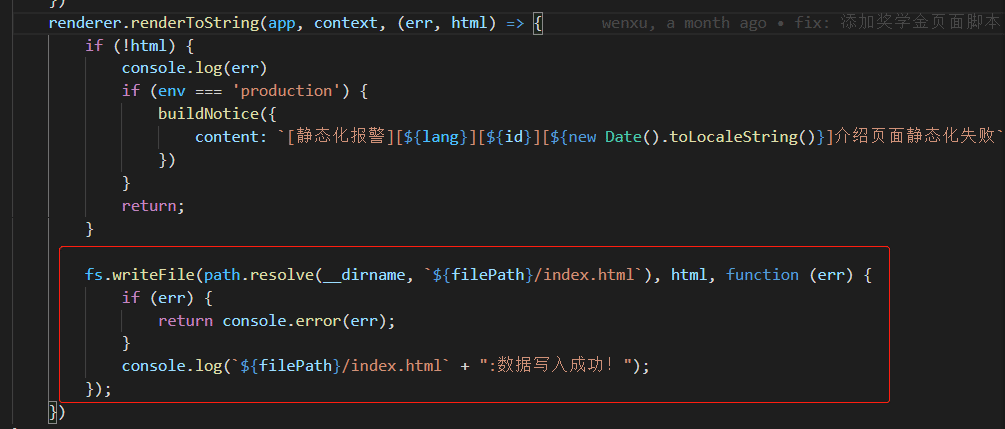 })
renderer.renderToString(app, context, (err, html) => { wenxu, a month ago • fix: 添加奖学金页面脚本
if (!html) {
console.log(err)
if (env === 'production') {
buildNotice({
content: `[静态化报警][${lang}][${id}][${new Date().toLocaleString()}]介绍页面静态化失败`
})
}
return;
}
fs.writeFile(path.resolve(__dirname, `${filePath}/index.html`), html, function (err) {
if (err) {
return console.error(err);
}
console.log(`${filePath}/index.html` + ":数据写入成功！");
});
})